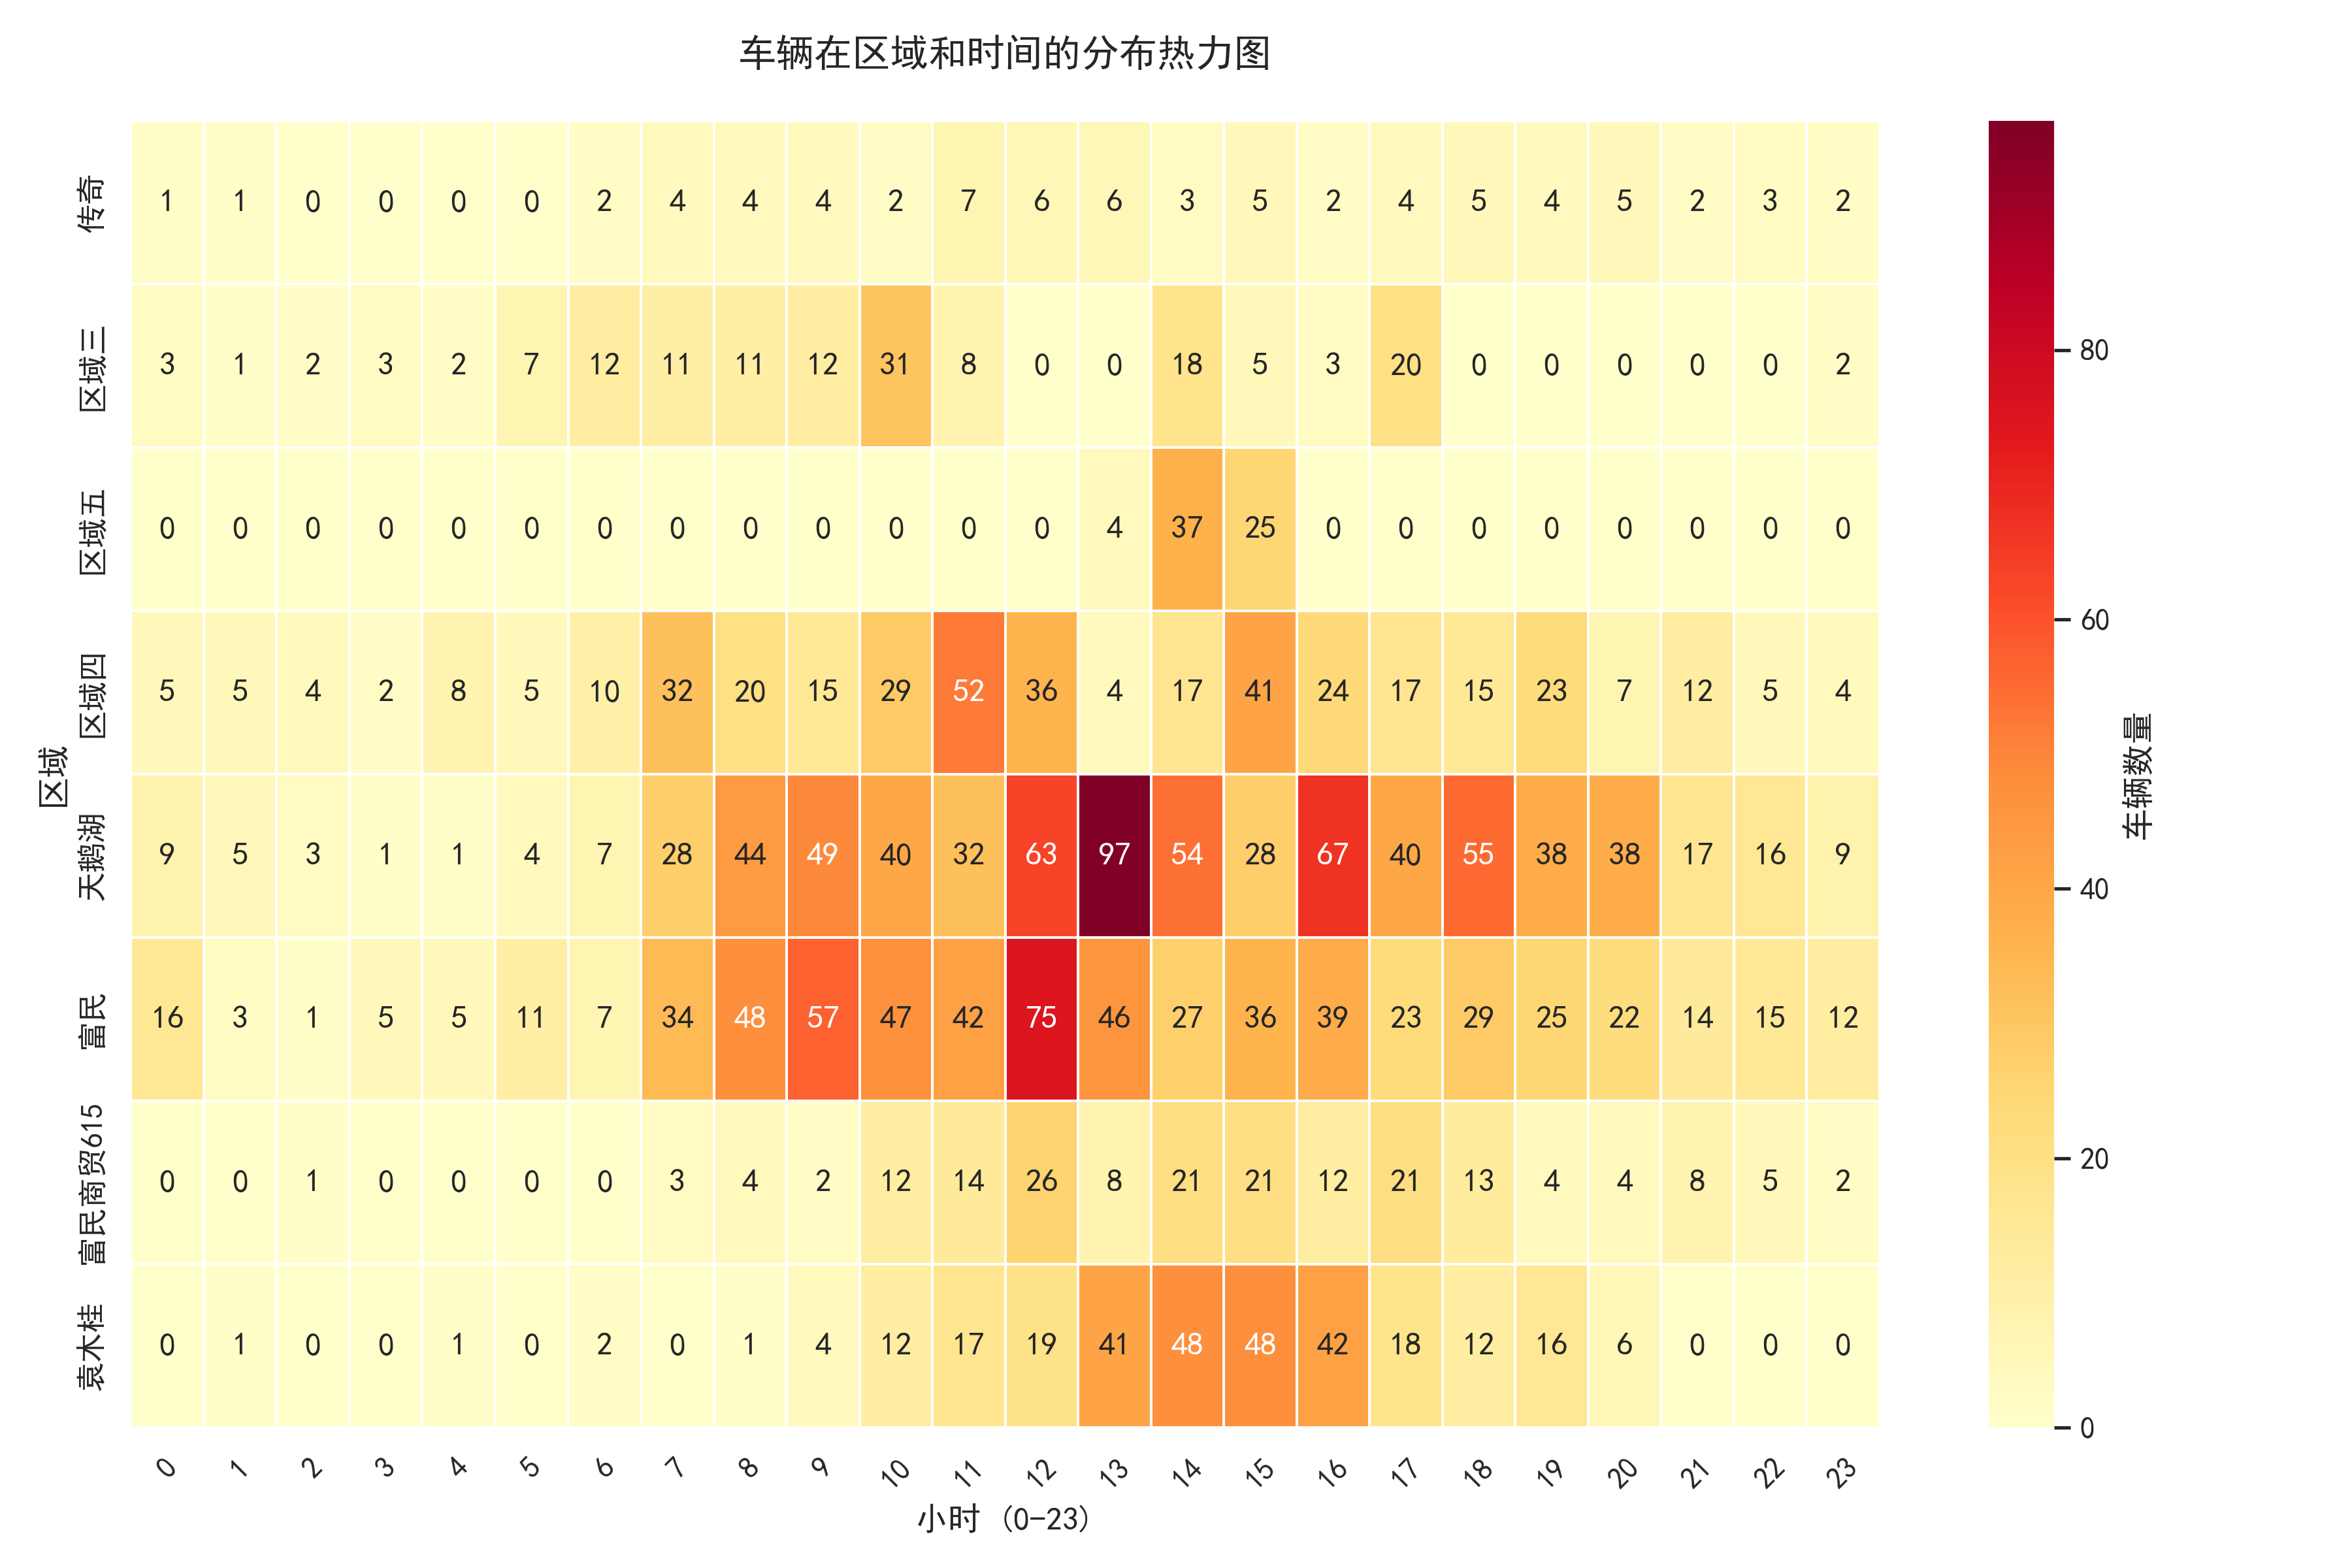 车辆在区域和时间的分布热力图
传奇 1 1 0 0 0 0 2 4 4 4 2 7 6 6 3 5 2 4 5 4 5 2 3 2
区域三 3 1 2 3 2 7 12 11 11 12 31 8 0 0 18 5 3 20 0 0 0 0 0 2
区域五 0 0 0 0 0 0 0 0 0 0 0 0 0 4 37 25 0 0 0 0 0 0 0 0
区域四 5 5 4 2 8 5 10 32 20 15 29 52 36 4 17 41 24 17 15 23 7 12 5 4
天鹅湖 9 5 3 1 1 4 7 28 44 49 40 32 63 97 54 28 67 40 55 38 38 17 16 9
富民 16 3 1 5 5 11 7 34 48 57 47 42 75 46 27 36 39 23 29 25 22 14 15 12
富民商贸615 0 0 1 0 0 0 0 3 4 2 12 14 26 8 21 21 12 21 13 4 4 8 5 2
袁木桂 0 1 0 0 1 0 2 0 1 4 12 17 19 41 48 48 42 18 12 16 6 0 0 0
0 1 2 3 4 5 6 7 8 9 10 11 12 13 14 15 16 17 18 19 20 21 22 23
小时 (0-23)
区域
80
60
40
20
0
车辆数量